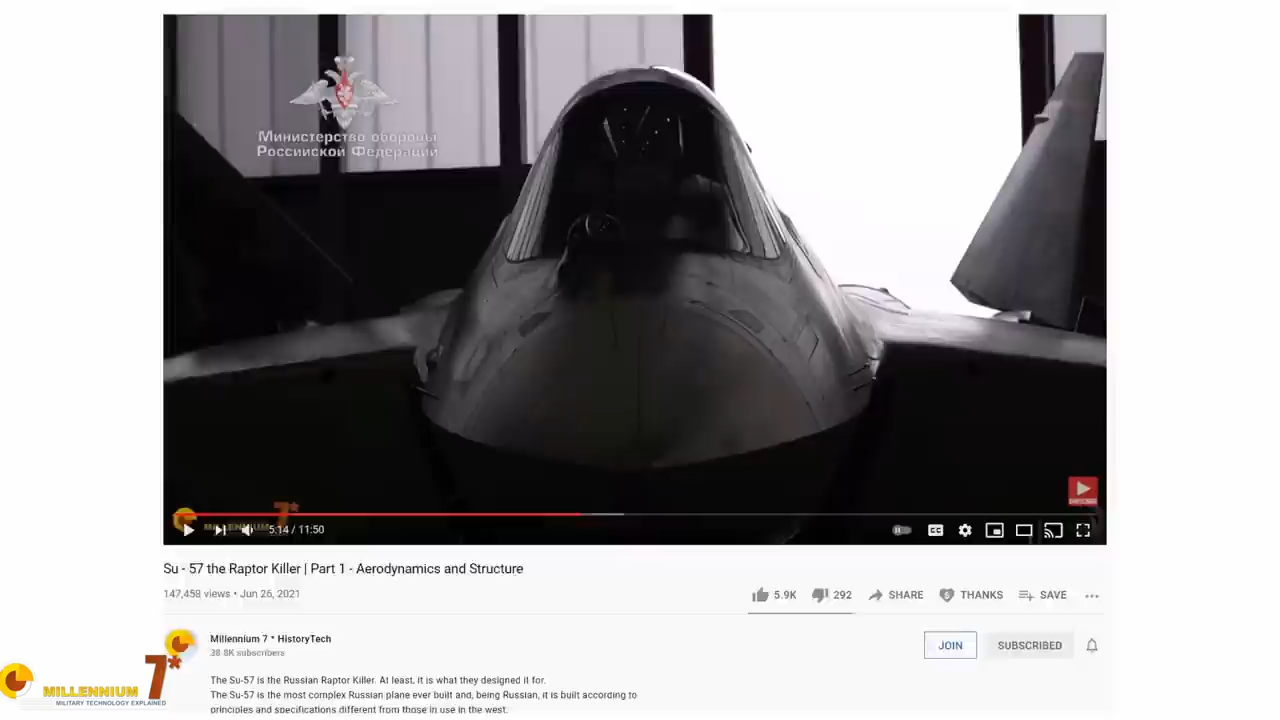 Министерство обороны
Российской Федерации
MILLENNIUM 7*
5:14 / 11:50
CC
Su - 57 the Raptor Killer | Part 1 - Aerodynamics and Structure
147,458 views • Jun 26, 2021
5.9K 292 SHARE THANKS SAVE
Millennium 7 * HistoryTech
38.8K subscribers
JOIN SUBSCRIBED
The Su-57 is the Russian Raptor Killer. At least, it is what they designed it for.
The Su-57 is the most complex Russian plane ever built and, being Russian, it is built according to
principles and specifications different from those in use in the west.
MILLENNIUM 7*
MILITARY TECHNOLOGY EXPLAINED